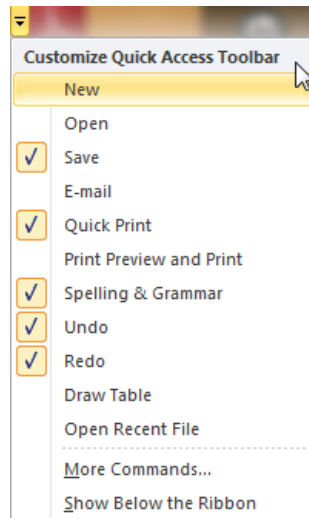 Customize Quick Access Toolbar
New
Open
Save
E-mail
Quick Print
Print Preview and Print
Spelling & Grammar
Undo
Redo
Draw Table
Open Recent File
More Commands...
Show Below the Ribbon